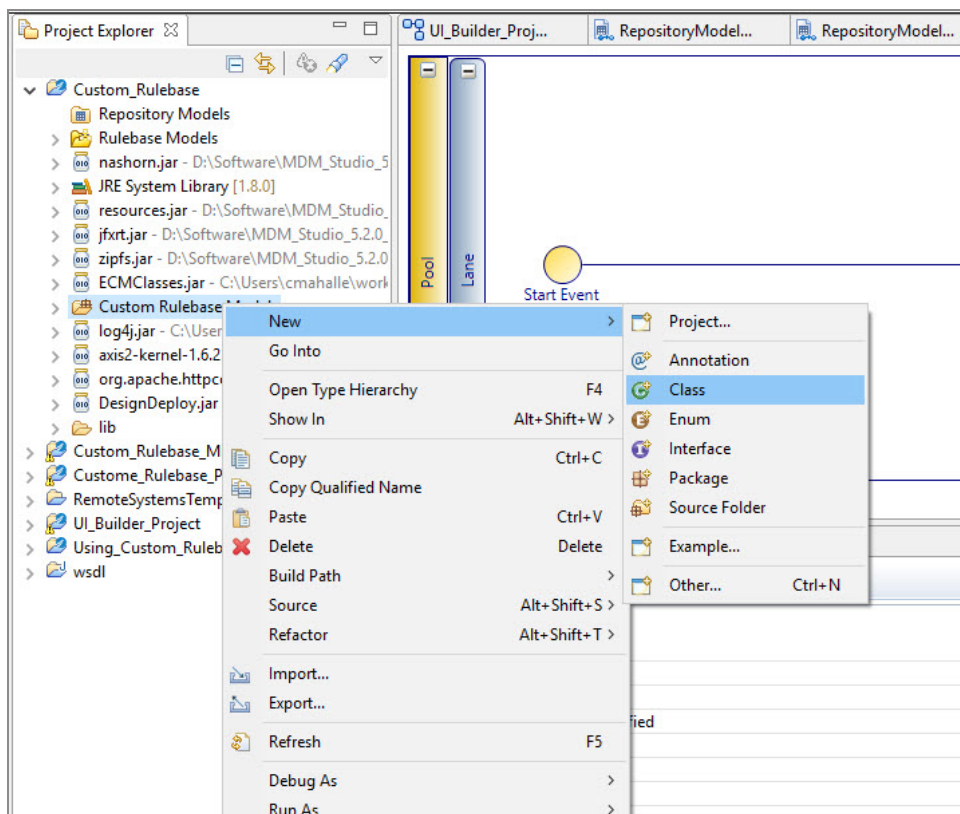 Project Explorer
UI_Builder_Proj...
RepositoryModel...
RepositoryModel...
Custom_Rulebase
Repository Models
Rulebase Models
nashorn.jar - D:\Software\MDM_Studio_5
JRE System Library [1.8.0]
resources.jar - D:\Software\MDM_Studio_
jfxrt.jar - D:\Software\MDM_Studio_5.2.0_
zipfs.jar - D:\Software\MDM_Studio_5.2.0
ECMClasses.jar - C:\Users\cmahalle\work
Custom Rulebase
log4j.jar - C:\User
axis2-kernel-1.6.2
org.apache.httpc
DesignDeploy.jar
lib
Custom_Rulebase_M
Custome_Rulebase_P
RemoteSystemsTemp
UI_Builder_Project
Using_Custom_Ruleb
wsdl
Pool
Lane
Start Event
New
Go Into
Open Type Hierarchy F4
Show In Alt+Shift+W >
Copy Ctrl+C
Copy Qualified Name
Paste Ctrl+V
Delete Delete
Build Path >
Source Alt+Shift+S >
Refactor Alt+Shift+T >
Import...
Export...
Refresh F5
Debug As >
Run As >
Project...
Annotation
Class
Enum
Interface
Package
Source Folder
Example...
Other... Ctrl+N
fied